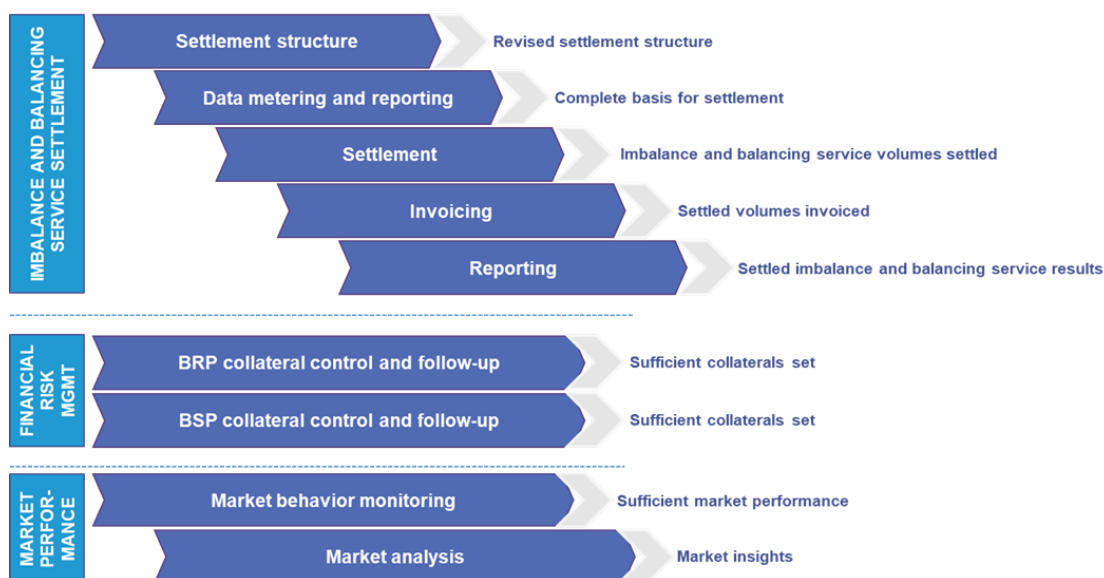 IMBALANCE AND BALANCING
SERVICE SETTLEMENT
Settlement structure
Revised settlement structure
Data metering and reporting
Complete basis for settlement
Settlement
Imbalance and balancing service volumes settled
Invoicing
Settled volumes invoiced
Reporting
Settled imbalance and balancing service results
FINANCIAL
RISK
MGMT
BRP collateral control and follow-up
Sufficient collaterals set
BSP collateral control and follow-up
Sufficient collaterals set
MARKET
PERFOR-
MANCE
Market behavior monitoring
Sufficient market performance
Market analysis
Market insights